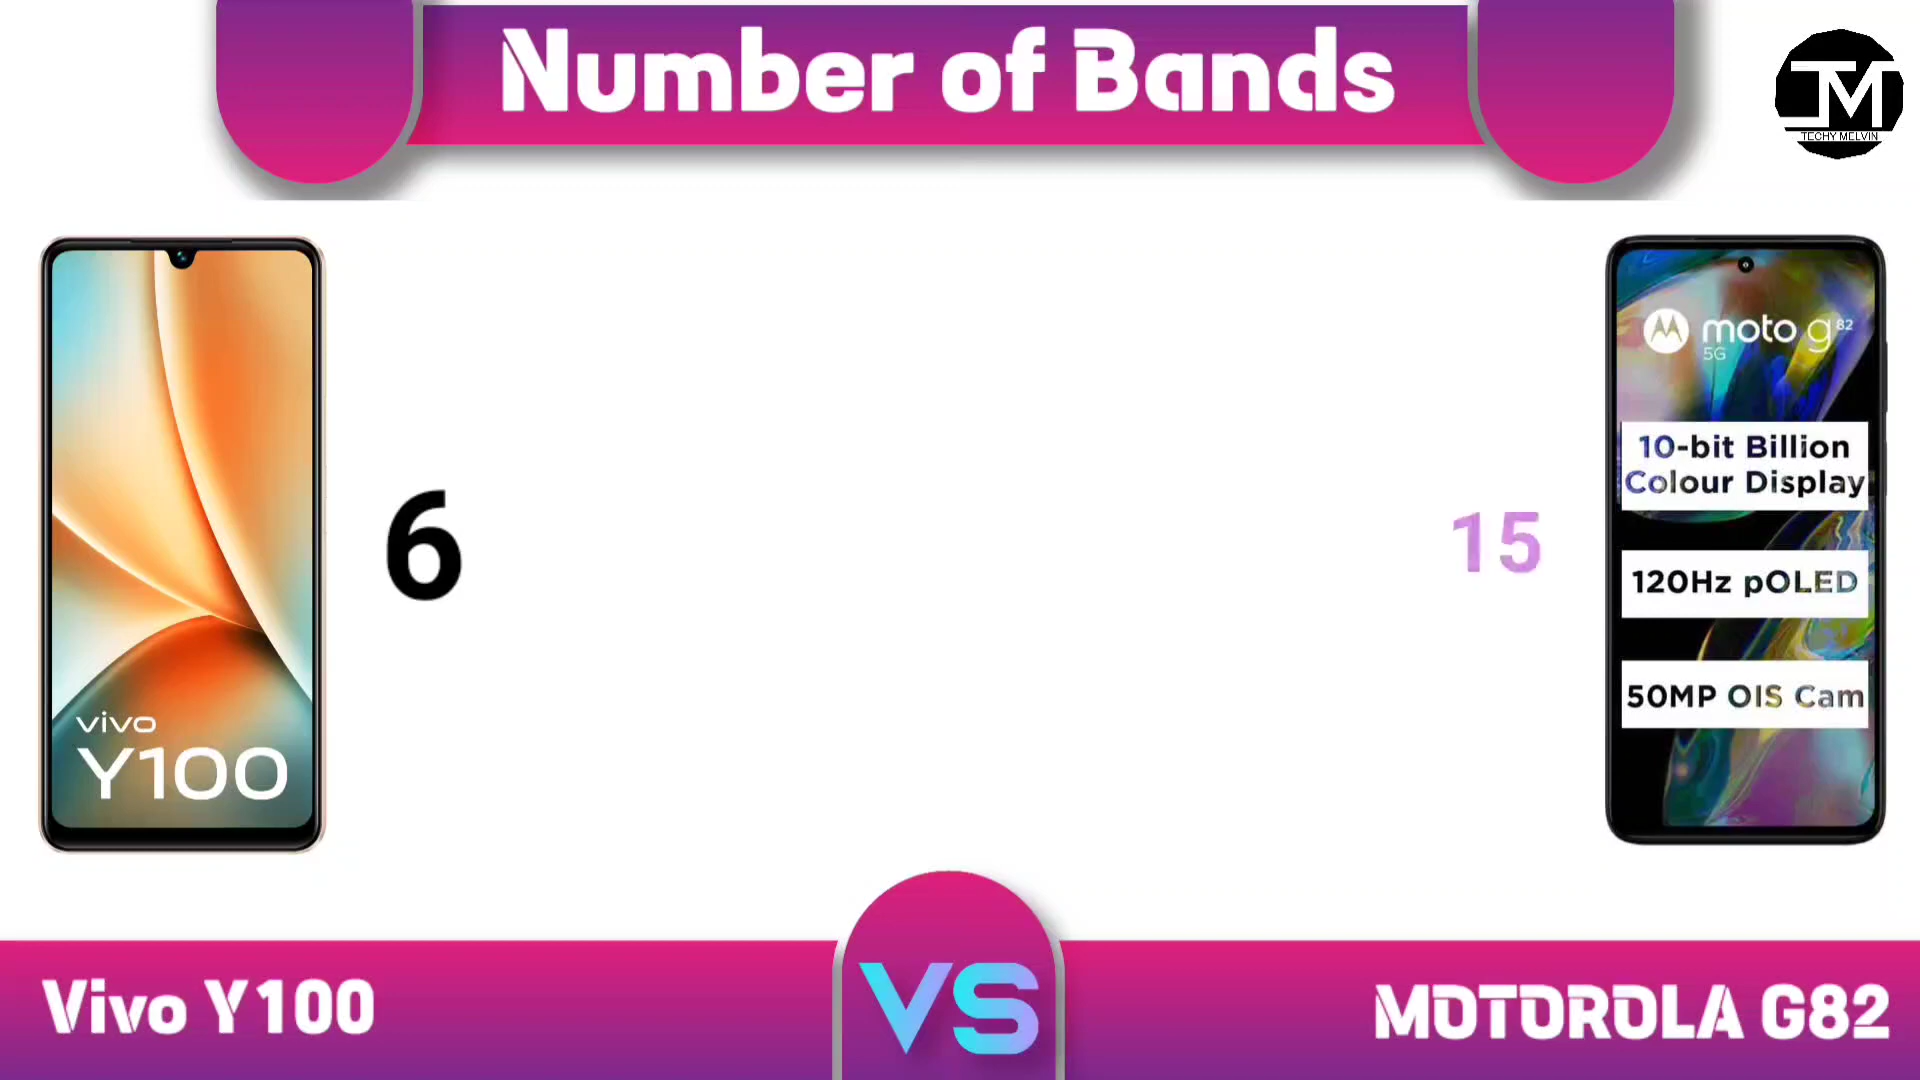 Number of Bands
TM
TECHY MELVIN
moto g82
5G
10-bit Billion
Colour Display
120Hz pOLED
50MP OIS Cam
6
15
vivo
Y100
Vivo Y100
VS
MOTOROLA G82